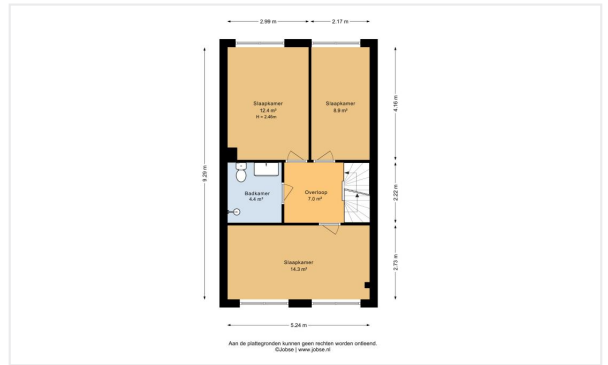 2.99 m
2.17 m
Slaapkamer
12.4 m²
H = 2.46m
Slaapkamer
8.9 m²
4.16 m
9.29 m
Badkamer
4.4 m²
Overloop
7.0 m²
2.22 m
Slaapkamer
14.3 m²
2.73 m
5.24 m
Aan de plattegronden kunnen geen rechten worden ontleend.
©Jobse | www.jobse.nl